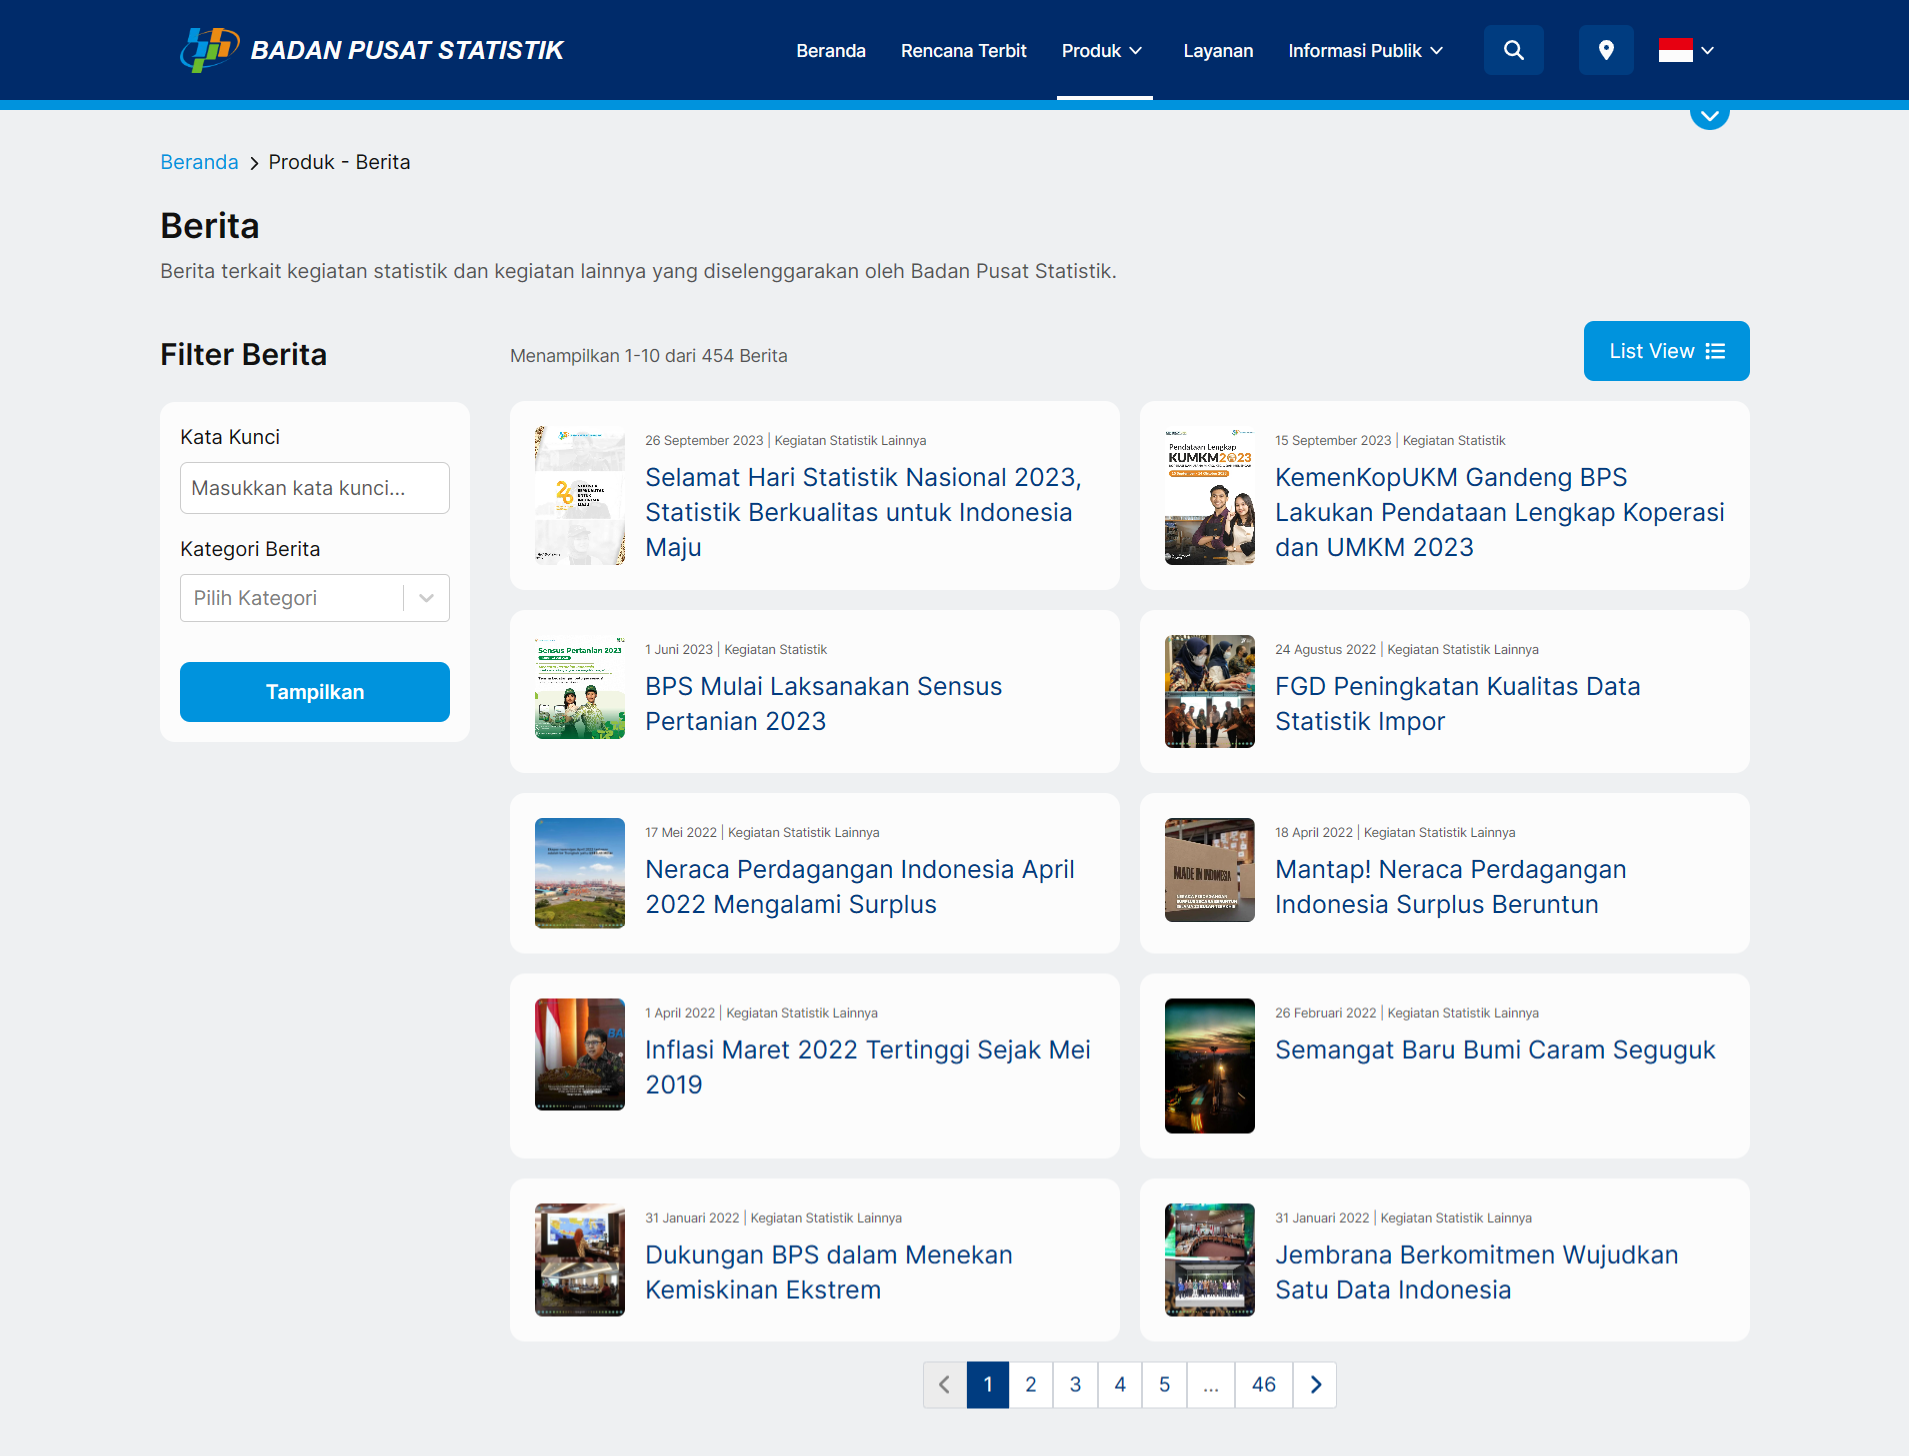 BADAN PUSAT STATISTIK
Beranda
Rencana Terbit
Produk
Layanan
Informasi Publik
Beranda
Produk - Berita
Berita
Berita terkait kegiatan statistik dan kegiatan lainnya yang diselenggarakan oleh Badan Pusat Statistik.
Filter Berita
Kata Kunci
Masukkan kata kunci...
Kategori Berita
Pilih Kategori
Tampilkan
Menampilkan 1-10 dari 454 Berita
List View
26 September 2023 | Kegiatan Statistik Lainnya
Selamat Hari Statistik Nasional 2023,
Statistik Berkualitas untuk Indonesia
Maju
Pendataan Lengkap
KUMKM2023
15 September 2023 | Kegiatan Statistik
KemenKopUKM Gandeng BPS
Lakukan Pendataan Lengkap Koperasi
dan UMKM 2023
Sensus Pertanian 2023
1 Juni 2023 | Kegiatan Statistik
BPS Mulai Laksanakan Sensus
Pertanian 2023
24 Agustus 2022 | Kegiatan Statistik Lainnya
FGD Peningkatan Kualitas Data
Statistik Impor
17 Mei 2022 | Kegiatan Statistik Lainnya
Neraca Perdagangan Indonesia April
2022 Mengalami Surplus
MADE IN INDONESIA
18 April 2022 | Kegiatan Statistik Lainnya
Mantap! Neraca Perdagangan
Indonesia Surplus Beruntun
1 April 2022 | Kegiatan Statistik Lainnya
Inflasi Maret 2022 Tertinggi Sejak Mei
2019
26 Februari 2022 | Kegiatan Statistik Lainnya
Semangat Baru Bumi Caram Seguguk
31 Januari 2022 | Kegiatan Statistik Lainnya
Dukungan BPS dalam Menekan
Kemiskinan Ekstrem
31 Januari 2022 | Kegiatan Statistik Lainnya
Jembrana Berkomitmen Wujudkan
Satu Data Indonesia
1 2 3 4 5 ... 46